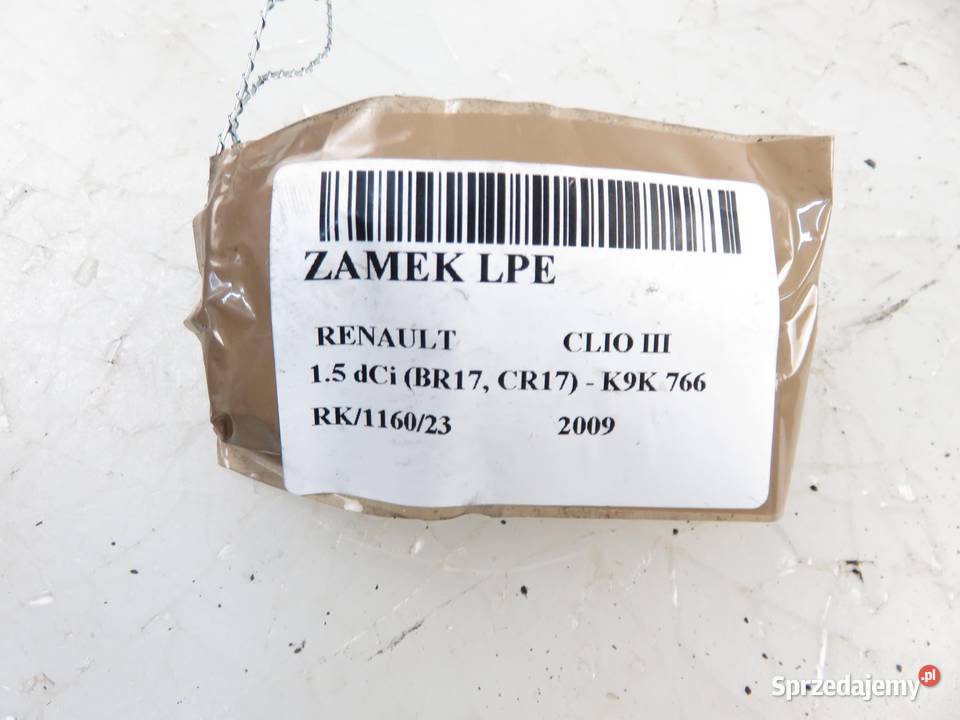 ZAMEK LPE
RENAULT CLIO III
1.5 dCi (BR17, CR17) - K9K 766
RK/1160/23 2009
Sprzedajemy.pl